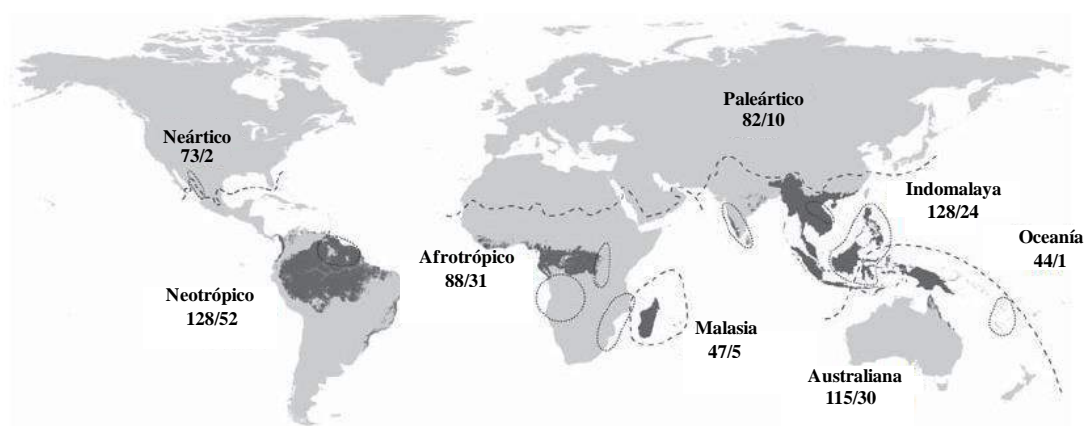 Paleártico
82/10
Neártico
73/2
Indomalaya
128/24
Oceanía
44/1
Afrotrópico
88/31
Neotrópico
128/52
Malasia
47/5
Australiana
115/30